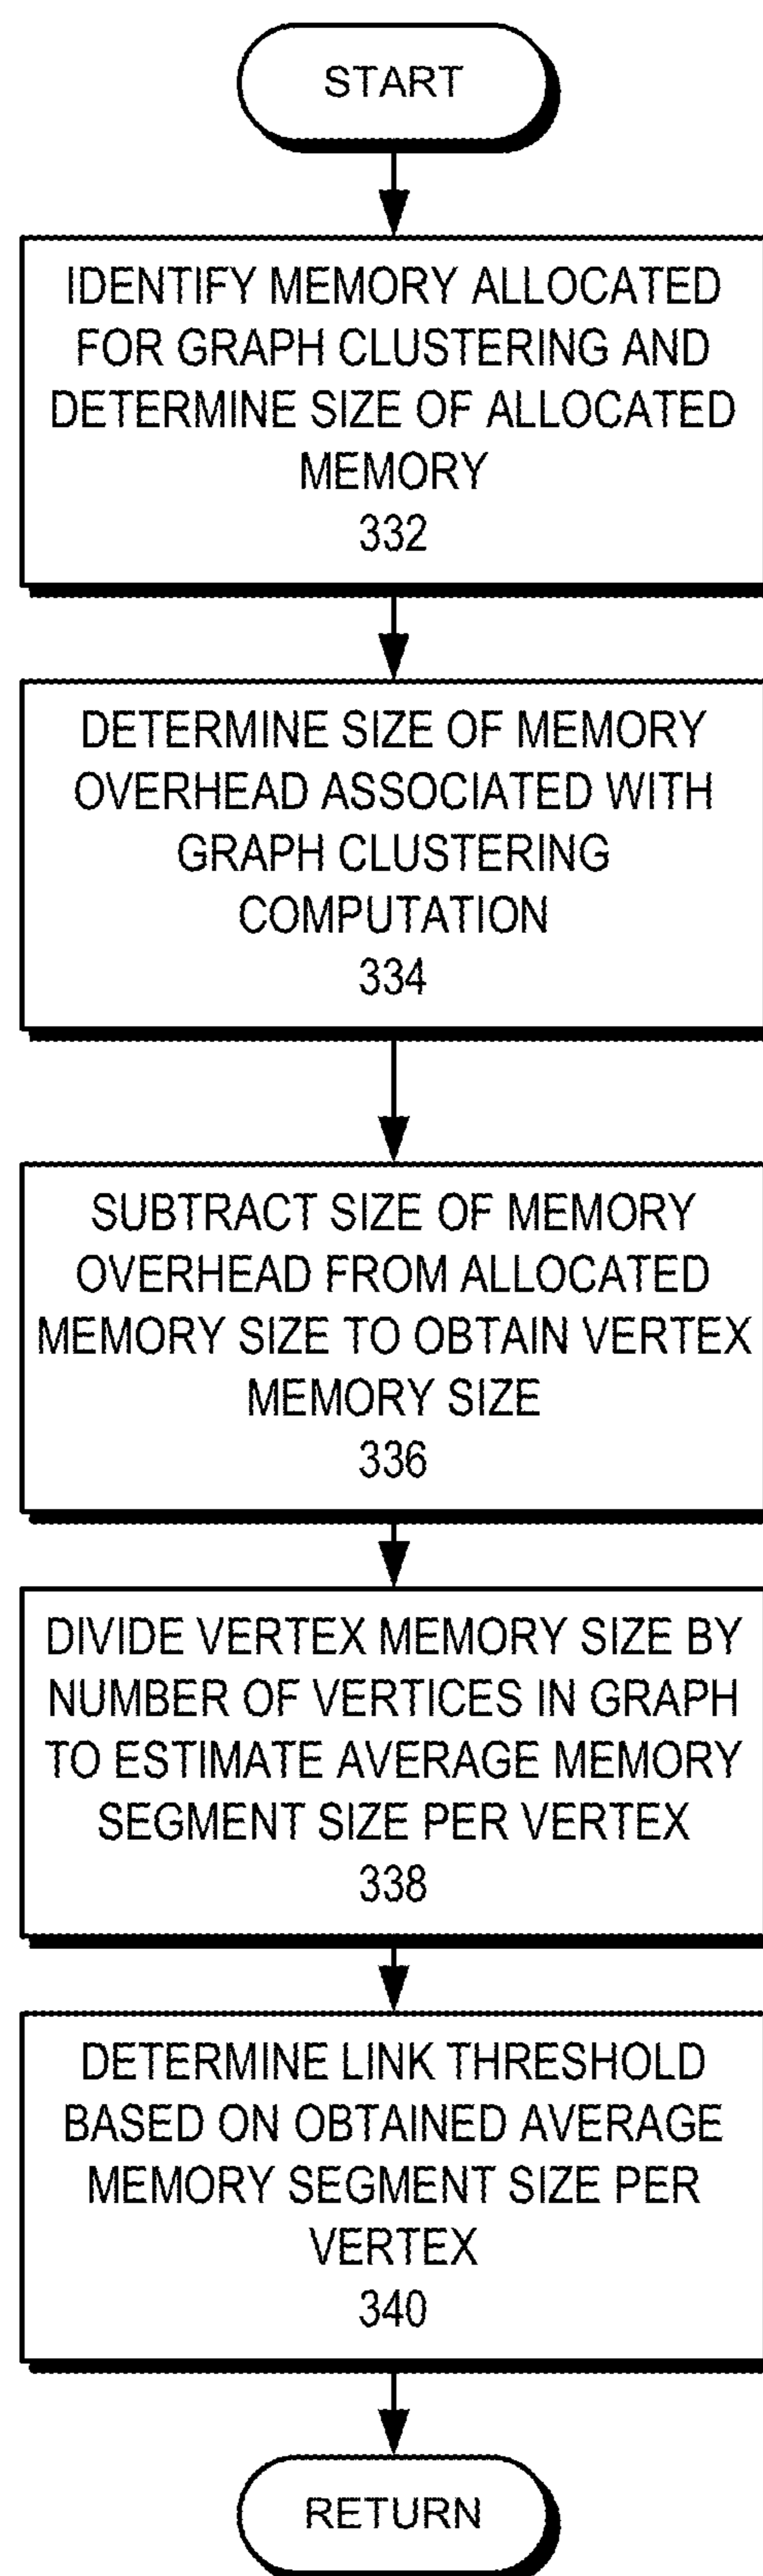 START
IDENTIFY MEMORY ALLOCATED
FOR GRAPH CLUSTERING AND
DETERMINE SIZE OF ALLOCATED
MEMORY
332
DETERMINE SIZE OF MEMORY
OVERHEAD ASSOCIATED WITH
GRAPH CLUSTERING
COMPUTATION
334
SUBTRACT SIZE OF MEMORY
OVERHEAD FROM ALLOCATED
MEMORY SIZE TO OBTAIN VERTEX
MEMORY SIZE
336
DIVIDE VERTEX MEMORY SIZE BY
NUMBER OF VERTICES IN GRAPH
TO ESTIMATE AVERAGE MEMORY
SEGMENT SIZE PER VERTEX
338
DETERMINE LINK THRESHOLD
BASED ON OBTAINED AVERAGE
MEMORY SEGMENT SIZE PER
VERTEX
340
RETURN